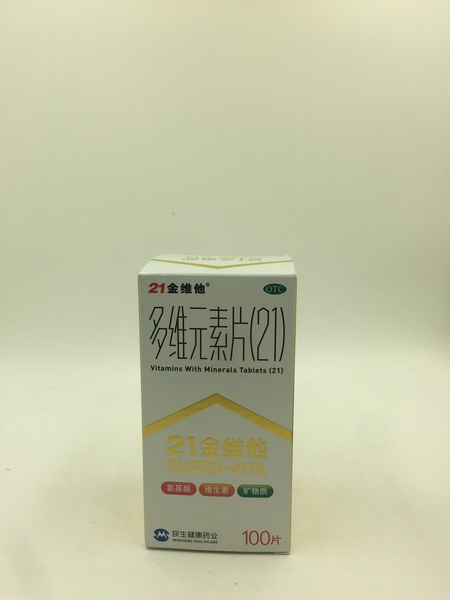 21金维他®
OTC
多维元素片(21)
Vitamins With Minerals Tablets (21)
21金维他
SUPER-VITA
氨基酸 维生素 矿物质
民生健康药业
MINSHENG HEALTHCARE
100片